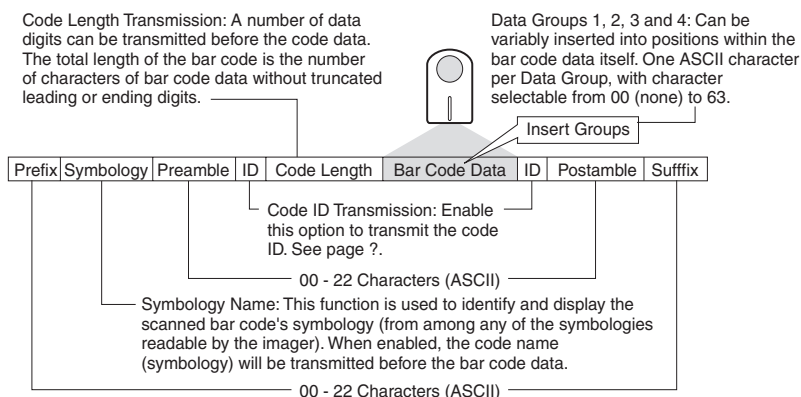 Code Length Transmission: A number of data
digits can be transmitted before the code data.
The total length of the bar code is the number
of characters of bar code data without truncated
leading or ending digits.
Data Groups 1, 2, 3 and 4: Can be
variably inserted into positions within the
bar code data itself. One ASCII character
per Data Group, with character
selectable from 00 (none) to 63.
Insert Groups
Prefix Symbology Preamble ID Code Length Bar Code Data ID Postamble Sufffix
Code ID Transmission: Enable
this option to transmit the code
ID. See page ?.
00 - 22 Characters (ASCII)
Symbology Name: This function is used to identify and display the
scanned bar code's symbology (from among any of the symbologies
readable by the imager). When enabled, the code name
(symbology) will be transmitted before the bar code data.
00 - 22 Characters (ASCII)